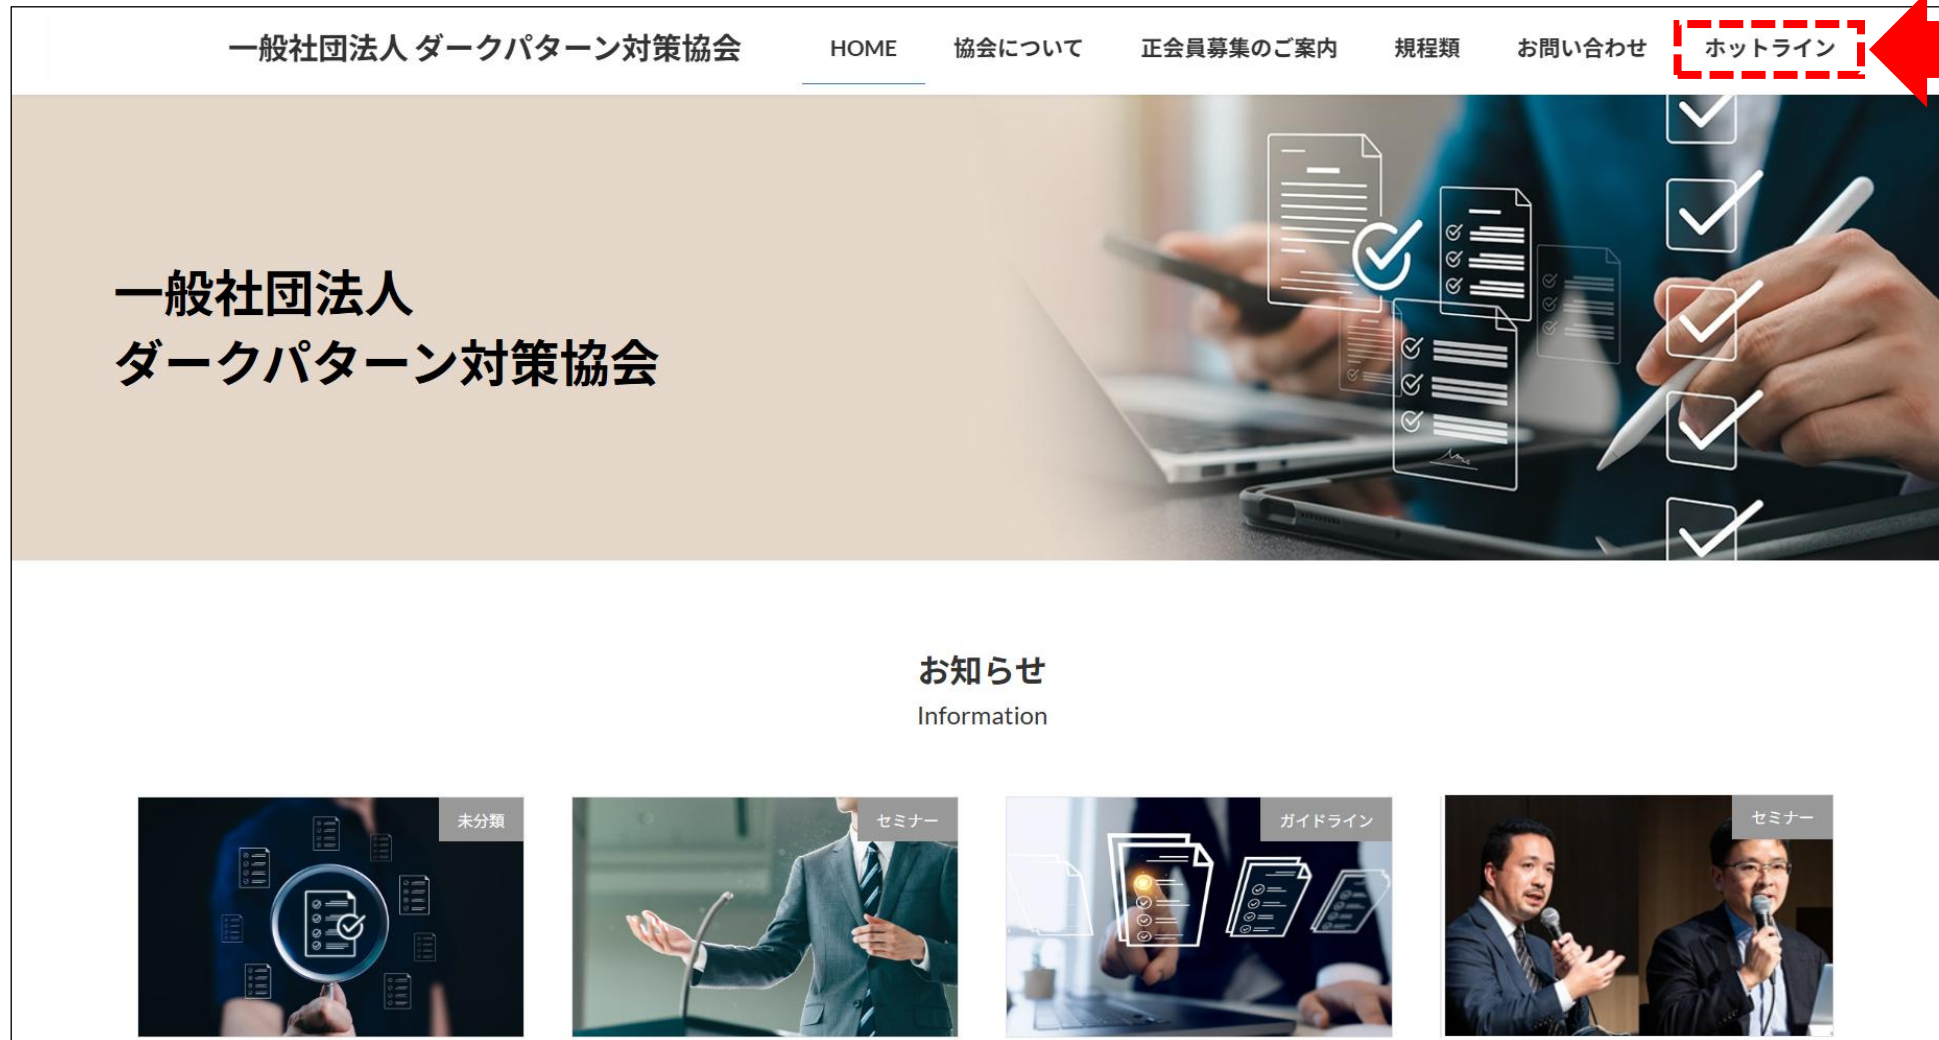 一般社団法人 ダークパターン対策協会
HOME
協会について
正会員募集のご案内
規程類
お問い合わせ
ホットライン
一般社団法人
ダークパターン対策協会
お知らせ
Information
未分類
セミナー
ガイドライン
セミナー